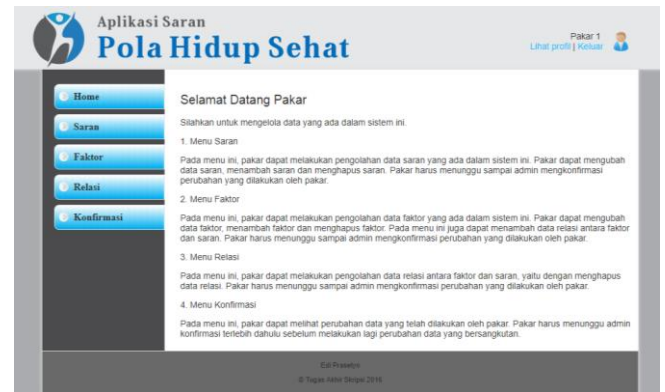 Aplikasi Saran
Pola Hidup Sehat
Pakar 1
Lihat profil | Keluar
Home
Saran
Faktor
Relasi
Konfirmasi
Selamat Datang Pakar
Silahkan untuk mengelola data yang ada dalam sistem ini.
1. Menu Saran
Pada menu ini, pakar dapat melakukan pengolahan data saran yang ada dalam sistem ini. Pakar dapat mengubah
data saran, menambah saran dan menghapus saran. Pakar harus menunggu sampai admin mengkonfirmasi
perubahan yang dilakukan oleh pakar.
2. Menu Faktor
Pada menu ini, pakar dapat melakukan pengolahan data faktor yang ada dalam sistem ini. Pakar dapat mengubah
data faktor, menambah faktor dan menghapus faktor. Pada menu ini juga dapat menambah data relasi antara faktor
dan saran. Pakar harus menunggu sampai admin mengkonfirmasi perubahan yang dilakukan oleh pakar.
3. Menu Relasi
Pada menu ini, pakar dapat melakukan pengolahan data relasi antara faktor dan saran, yaitu dengan menghapus
data relasi. Pakar harus menunggu sampai admin mengkonfirmasi perubahan yang dilakukan oleh pakar.
4. Menu Konfirmasi
Pada menu ini, pakar dapat melihat perubahan data yang telah dilakukan oleh pakar. Pakar harus menunggu admin
konfirmasi terlebih dahulu sebelum melakukan lagi perubahan data yang bersangkutan.
© Tugas Akhir Skripsi 2016